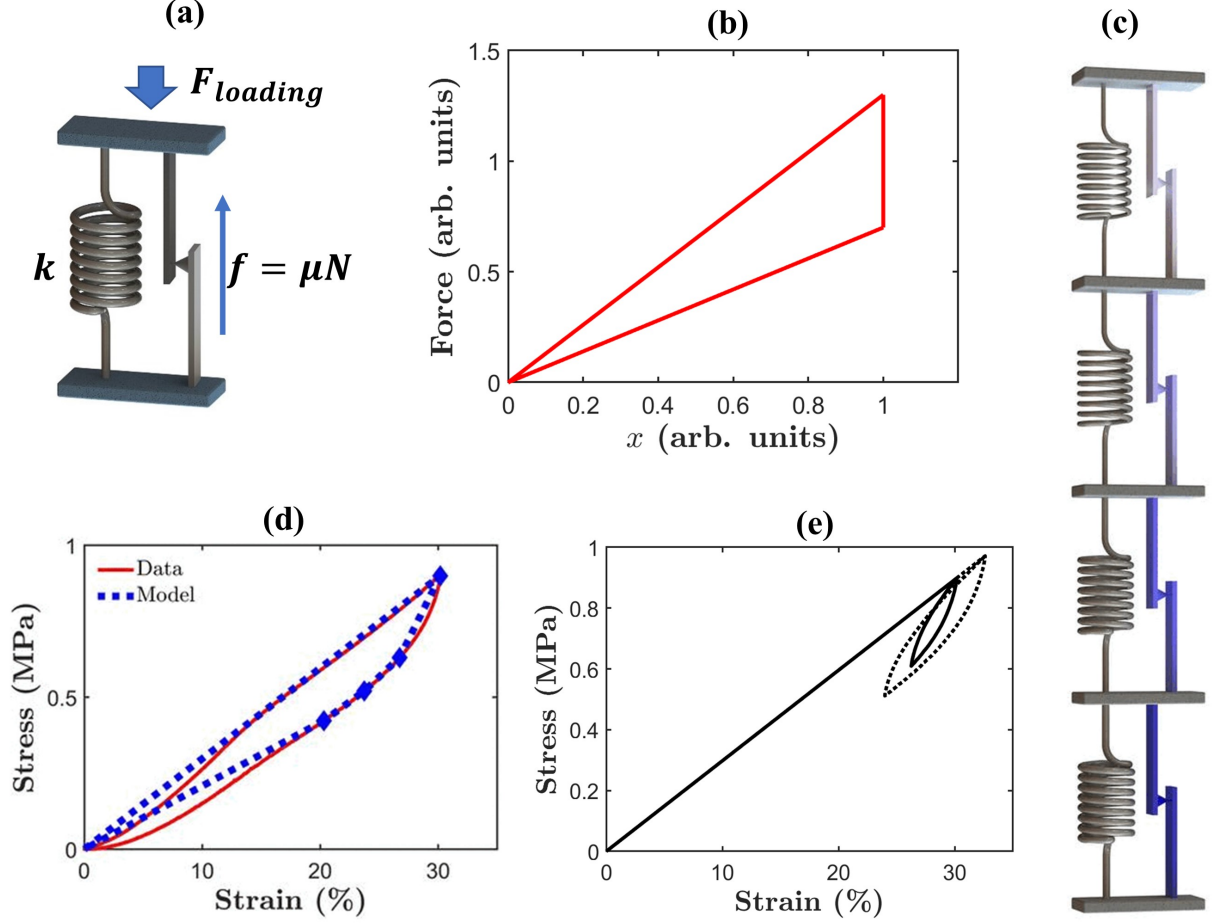 (a)
F_loading
k
f = μN
(b)
Force (arb. units)
1.5
1
0.5
0
0 0.2 0.4 0.6 0.8 1
x (arb. units)
(c)
(d)
Stress (MPa)
1
0.5
0
Data
Model
0 10 20 30
Strain (%)
(e)
Stress (MPa)
1
0.8
0.6
0.4
0.2
0
0 10 20 30
Strain (%)